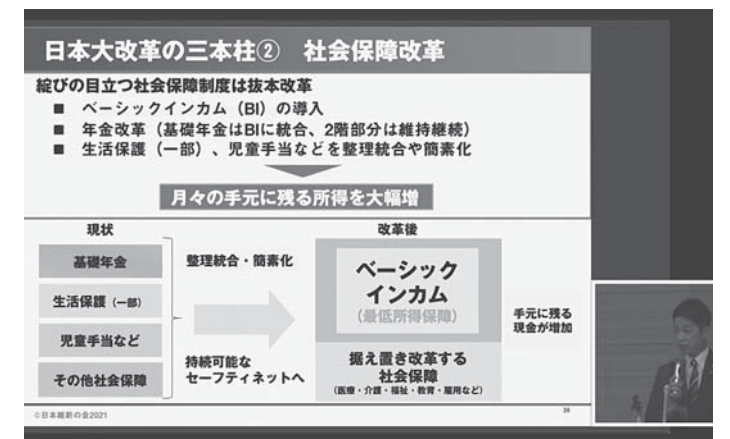 日本大改革の三本柱② 社会保障改革
綻びの目立つ社会保障制度は抜本改革
■ ベーシックインカム（BI）の導入
■ 年金改革（基礎年金はBIに統合、2階部分は維持継続）
■ 生活保護（一部）、児童手当などを整理統合や簡素化
月々の手元に残る所得を大幅増
現状
基礎年金
生活保護（一部）
児童手当など
その他社会保障
整理統合・簡素化
持続可能な
セーフティネットへ
改革後
ベーシック
インカム
（最低所得保障）
据え置き改革する
社会保障
（医療・介護・福祉・教育・雇用など）
手元に残る
現金が増加
©日本維新の会2021
39